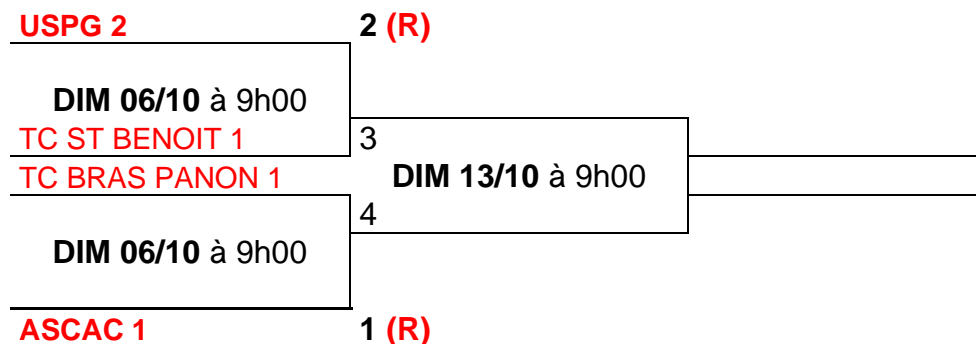 USPG 2 2 (R)
DIM 06/10 à 9h00
TC ST BENOIT 1 3
TC BRAS PANON 1 DIM 13/10 à 9h00
4
DIM 06/10 à 9h00
ASCAC 1 1 (R)